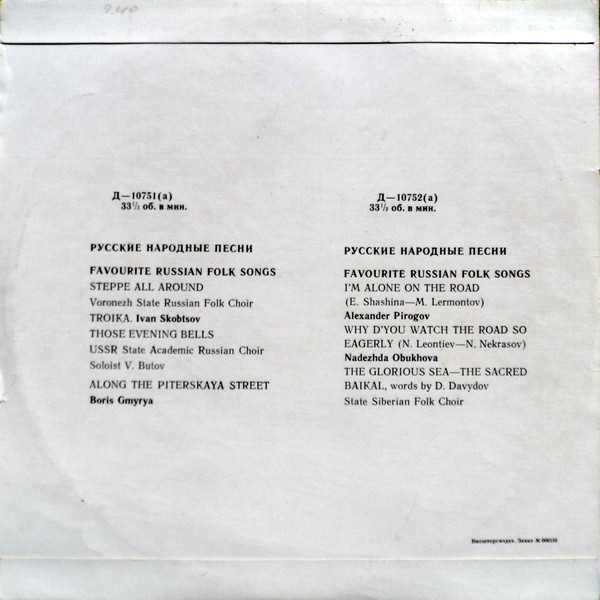 Д—10751(а)
33⅓ об. в мин.
РУССКИЕ НАРОДНЫЕ ПЕСНИ
FAVOURITE RUSSIAN FOLK SONGS
STEPPE ALL AROUND
Voronezh State Russian Folk Choir
TROIKA. Ivan Skobtsov
THOSE EVENING BELLS
USSR State Academic Russian Choir
Soloist V. Butov
ALONG THE PITERSKAYA STREET
Boris Gmyrya
Д—10752(а)
33⅓ об. в мин.
РУССКИЕ НАРОДНЫЕ ПЕСНИ
FAVOURITE RUSSIAN FOLK SONGS
I'M ALONE ON THE ROAD
(E. Shashina—M. Lermontov)
Alexander Pirogov
WHY D'YOU WATCH THE ROAD SO
EAGERLY (N. Leontiev—N. Nekrasov)
Nadezhda Obukhova
THE GLORIOUS SEA—THE SACRED
BAIKAL, words by D. Davydov
State Siberian Folk Choir
Внешторгиздат. Заказ №